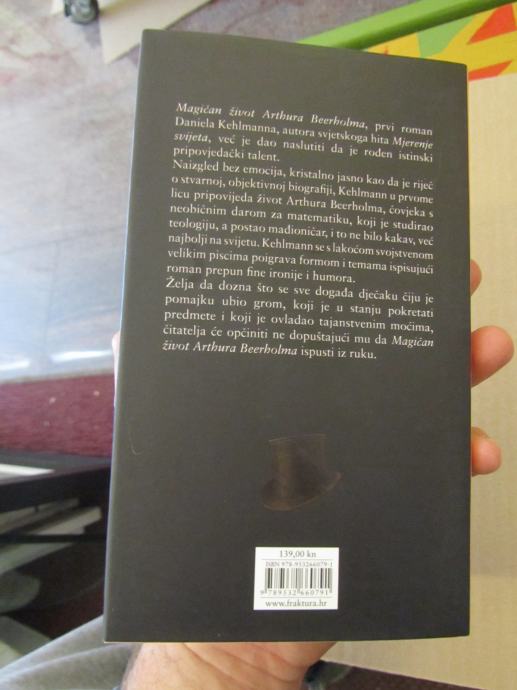 Magičan život Arthura Beerholma, prvi roman
Daniela Kehlmanna, autora svjetskoga hita Mjerenje
svijeta, već je dao naslutiti da je rođen istinski
pripovjedački talent.
Naizgled bez emocija, kristalno jasno kao da je riječ
o stvarnoj, objektivnoj biografiji, Kehlmann u prvome
licu pripovijeda život Arthura Beerholma, čovjeka s
neobičnim darom za matematiku, koji je studirao
teologiju, a postao mađioničar, i to ne bilo kakav, već
najbolji na svijetu. Kehlmann se s lakoćom svojstvenom
velikim piscima poigrava formom i temama ispisujući
roman prepun fine ironije i humora.
Želja da dozna što se sve događa dječaku čiju je
pomajku ubio grom, koji je u stanju pokretati
predmete i koji je ovladao tajanstvenim moćima,
čitatelja će opčiniti ne dopuštajući mu da Magičan
život Arthura Beerholma ispusti iz ruku.
139,00 kn
ISBN 978-953266079-1
9 789532 660791
www.fraktura.hr